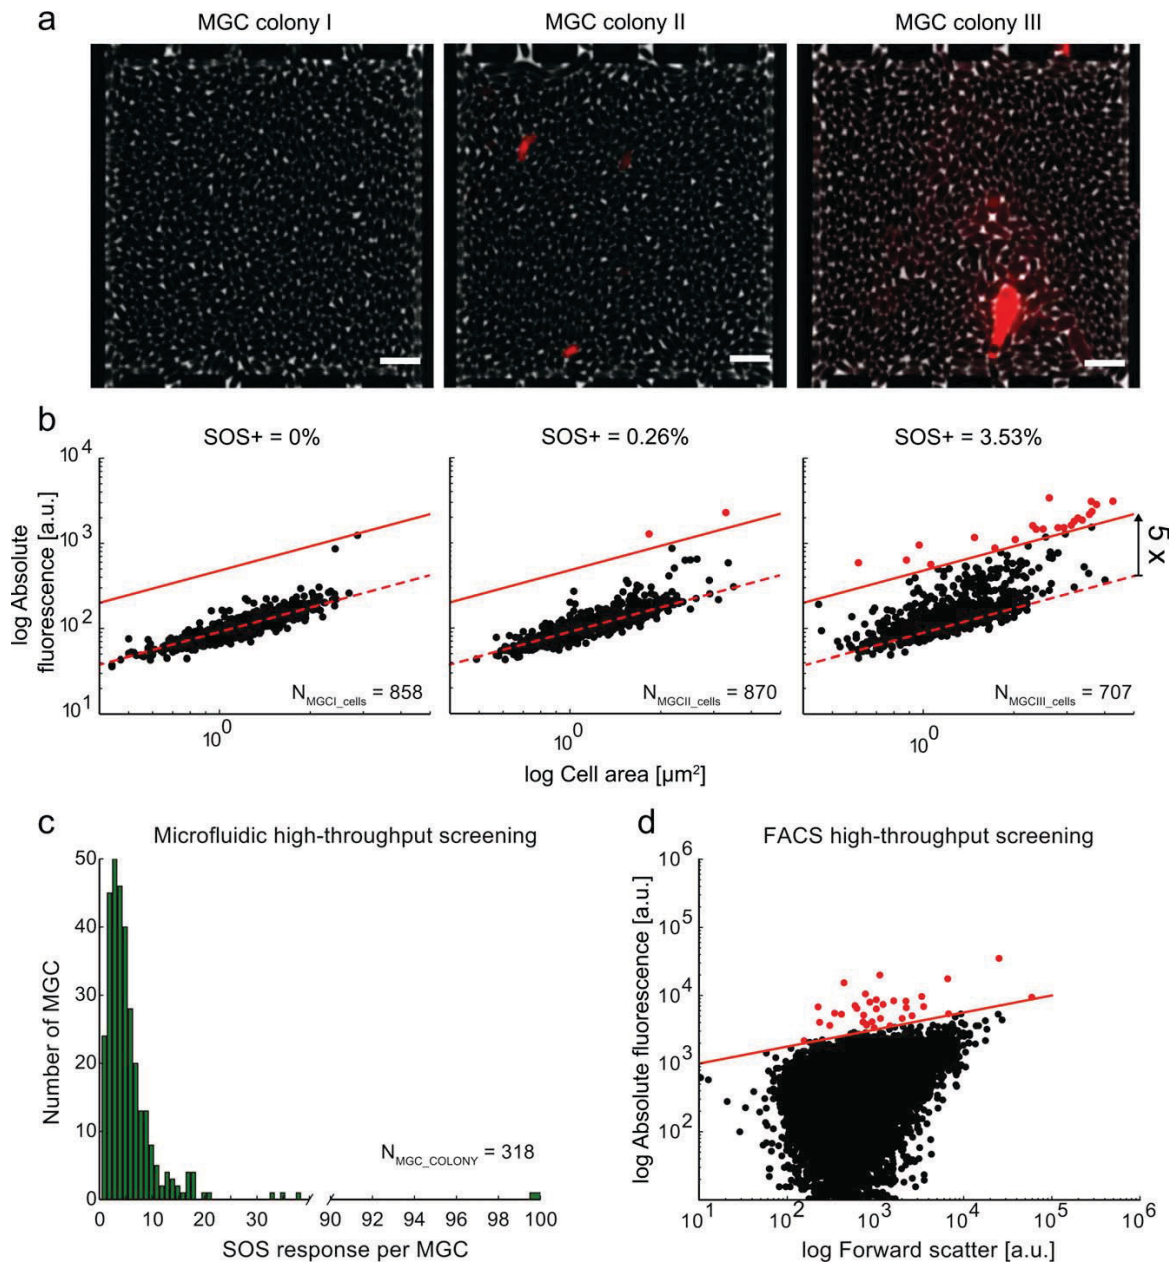 a
MGC colony I
MGC colony II
MGC colony III
b
SOS+ = 0%
SOS+ = 0.26%
SOS+ = 3.53%
log Absolute
fluorescence [a.u.]
10^4
10^3
10^2
10^1
N_MGCI_cells = 858
N_MGCII_cells = 870
N_MGCIII_cells = 707
5 x
10^0
10^0
10^0
log Cell area [µm²]
c
Microfluidic high-throughput screening
Number of MGC
50
40
30
20
10
0
N_MGC_COLONY = 318
0 10 20 30 90 92 94 96 98 100
SOS response per MGC
d
FACS high-throughput screening
log Absolute fluorescence [a.u.]
10^6
10^5
10^4
10^3
10^2
10^1 10^2 10^3 10^4 10^5 10^6
log Forward scatter [a.u.]